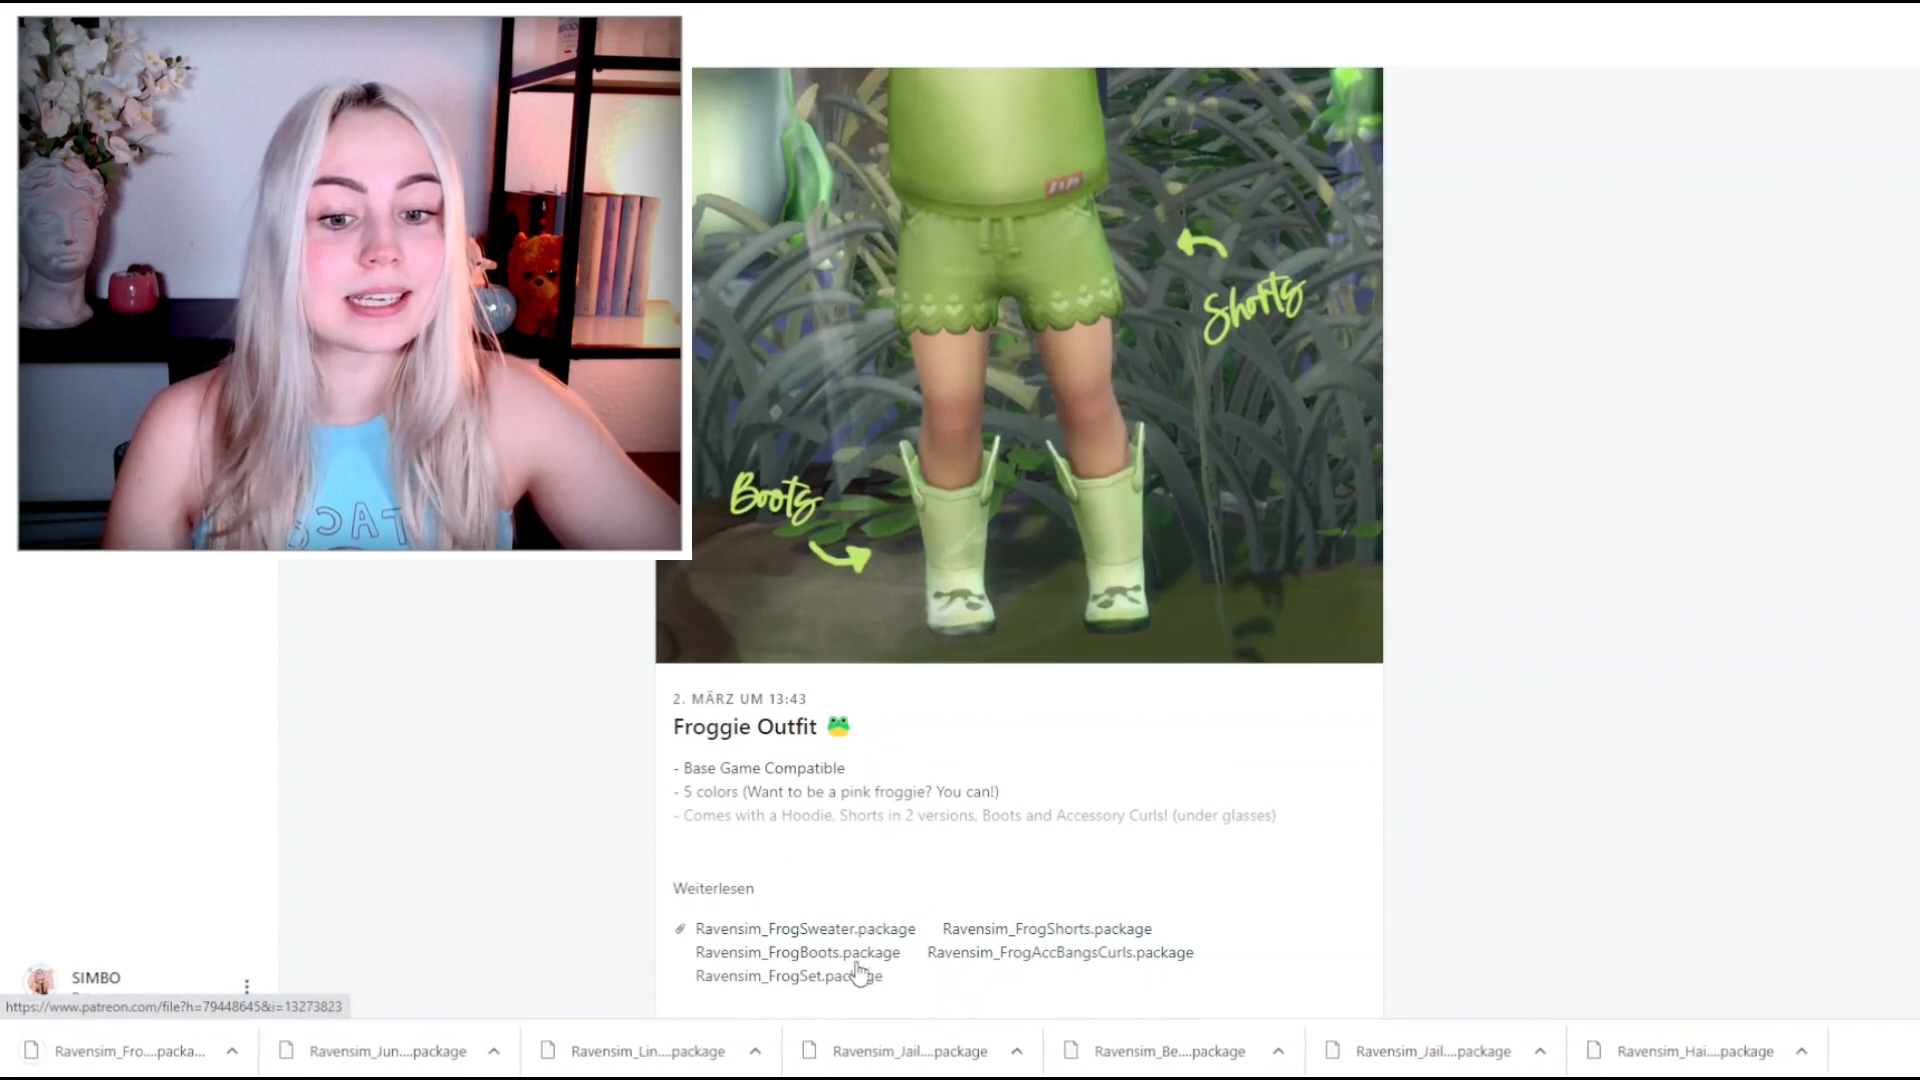 Shorts
Boots
2. MÄRZ UM 13:43
Froggie Outfit 🐸
- Base Game Compatible
- 5 colors (Want to be a pink froggie? You can!)
- Comes with a Hoodie, Shorts in 2 versions, Boots and Accessory Curls! (under glasses)
Weiterlesen
Ravensim_FrogSweater.package Ravensim_FrogShorts.package
Ravensim_FrogBoots.package Ravensim_FrogAccBangsCurls.package
Ravensim_FrogSet.package
SIMBO
https://www.patreon.com/file?h=79448645&i=13273823
Ravensim_Fro....packa... Ravensim_Jun....package Ravensim_Lin....package Ravensim_Jail....package Ravensim_Be....package Ravensim_Jail....package Ravensim_Hai....package